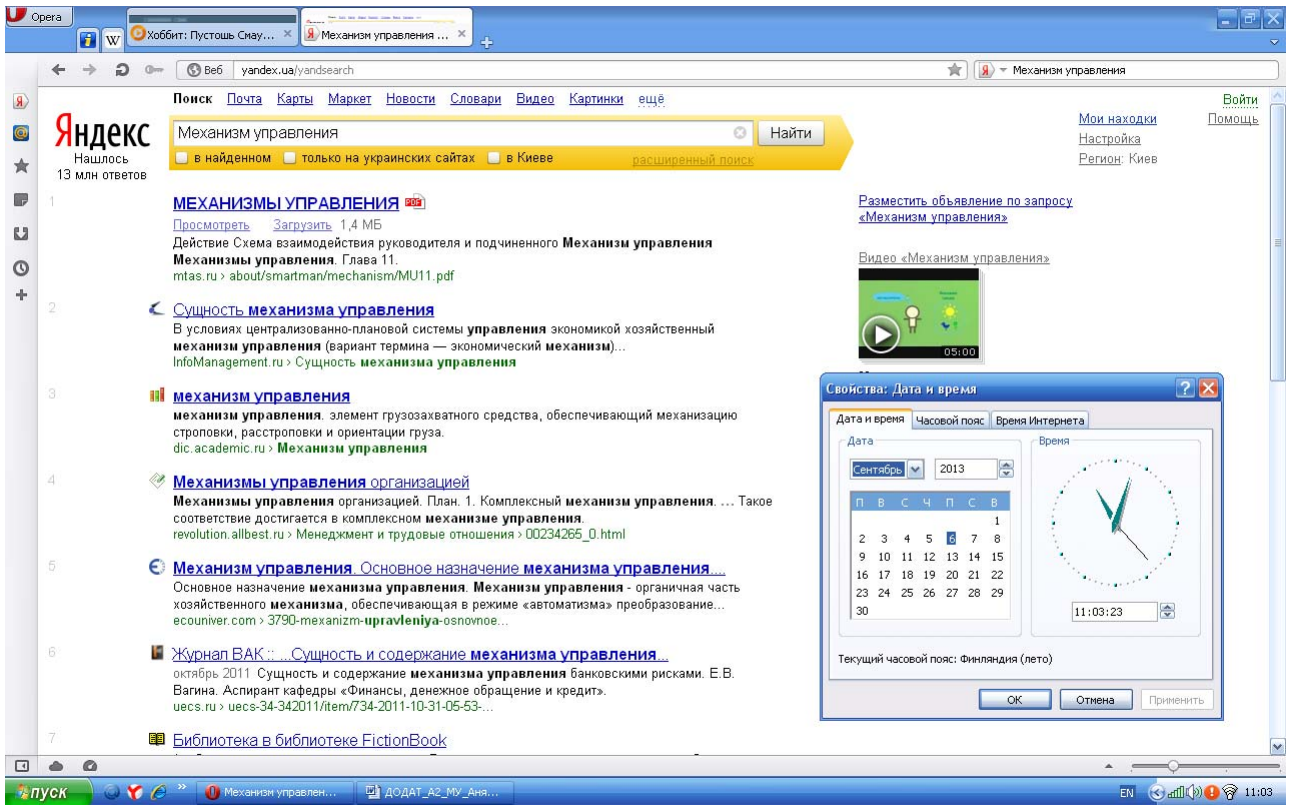 Opera
Хоббит: Пустошь Смау...
Механизм управления ...
Веб yandex.ua/yandsearch
Механизм управления
Поиск Почта Карты Маркет Новости Словари Видео Картинки ещё
Войти
Яндекс
Механизм управления
Найти
Мои находки
Помощь
Нашлось
13 млн ответов
в найденном только на украинских сайтах в Киеве расширенный поиск
Настройка
Регион: Киев
1
МЕХАНИЗМЫ УПРАВЛЕНИЯ PDF
Просмотреть Загрузить 1,4 МБ
Действие Схема взаимодействия руководителя и подчиненного Механизм управления
Механизмы управления. Глава 11.
mtas.ru › about/smartman/mechanism/MU11.pdf
2
Сущность механизма управления
В условиях централизованно-плановой системы управления экономикой хозяйственный
механизм управления (вариант термина — экономический механизм)...
InfoManagement.ru › Сущность механизма управления
3
механизм управления
механизм управления. элемент грузозахватного средства, обеспечивающий механизацию
строповки, расстроповки и ориентации груза.
dic.academic.ru › Механизм управления
4
Механизмы управления организацией
Механизмы управления организацией. План. 1. Комплексный механизм управления. ... Такое
соответствие достигается в комплексном механизме управления.
revolution.allbest.ru › Менеджмент и трудовые отношения › 00234265_0.html
5
Механизм управления. Основное назначение механизма управления....
Основное назначение механизма управления. Механизм управления - органичная часть
хозяйственного механизма, обеспечивающая в режиме «автоматизма» преобразование...
ecouniver.com › 3790-mexanizm-upravleniya-osnovnoe...
6
Журнал ВАК :: ...Сущность и содержание механизма управления...
октябрь 2011 Сущность и содержание механизма управления банковскими рисками. Е.В.
Вагина. Аспирант кафедры «Финансы, денежное обращение и кредит».
uecs.ru › uecs-34-342011/item/734-2011-10-31-05-53-...
7
Библиотека в библиотеке FictionBook
Разместить объявление по запросу
«Механизм управления»
Видео «Механизм управления»
05:00
Свойства: Дата и время
Дата и время Часовой пояс Время Интернета
Дата
Время
Сентябрь 2013
П В С Ч П С В
1
2 3 4 5 6 7 8
9 10 11 12 13 14 15
16 17 18 19 20 21 22
23 24 25 26 27 28 29
30
11:03:23
Текущий часовой пояс: Финляндия (лето)
ОК Отмена Применить
пуск
Механизм управлен...
ДОДАТ_А2_МУ_Аня...
EN
11:03